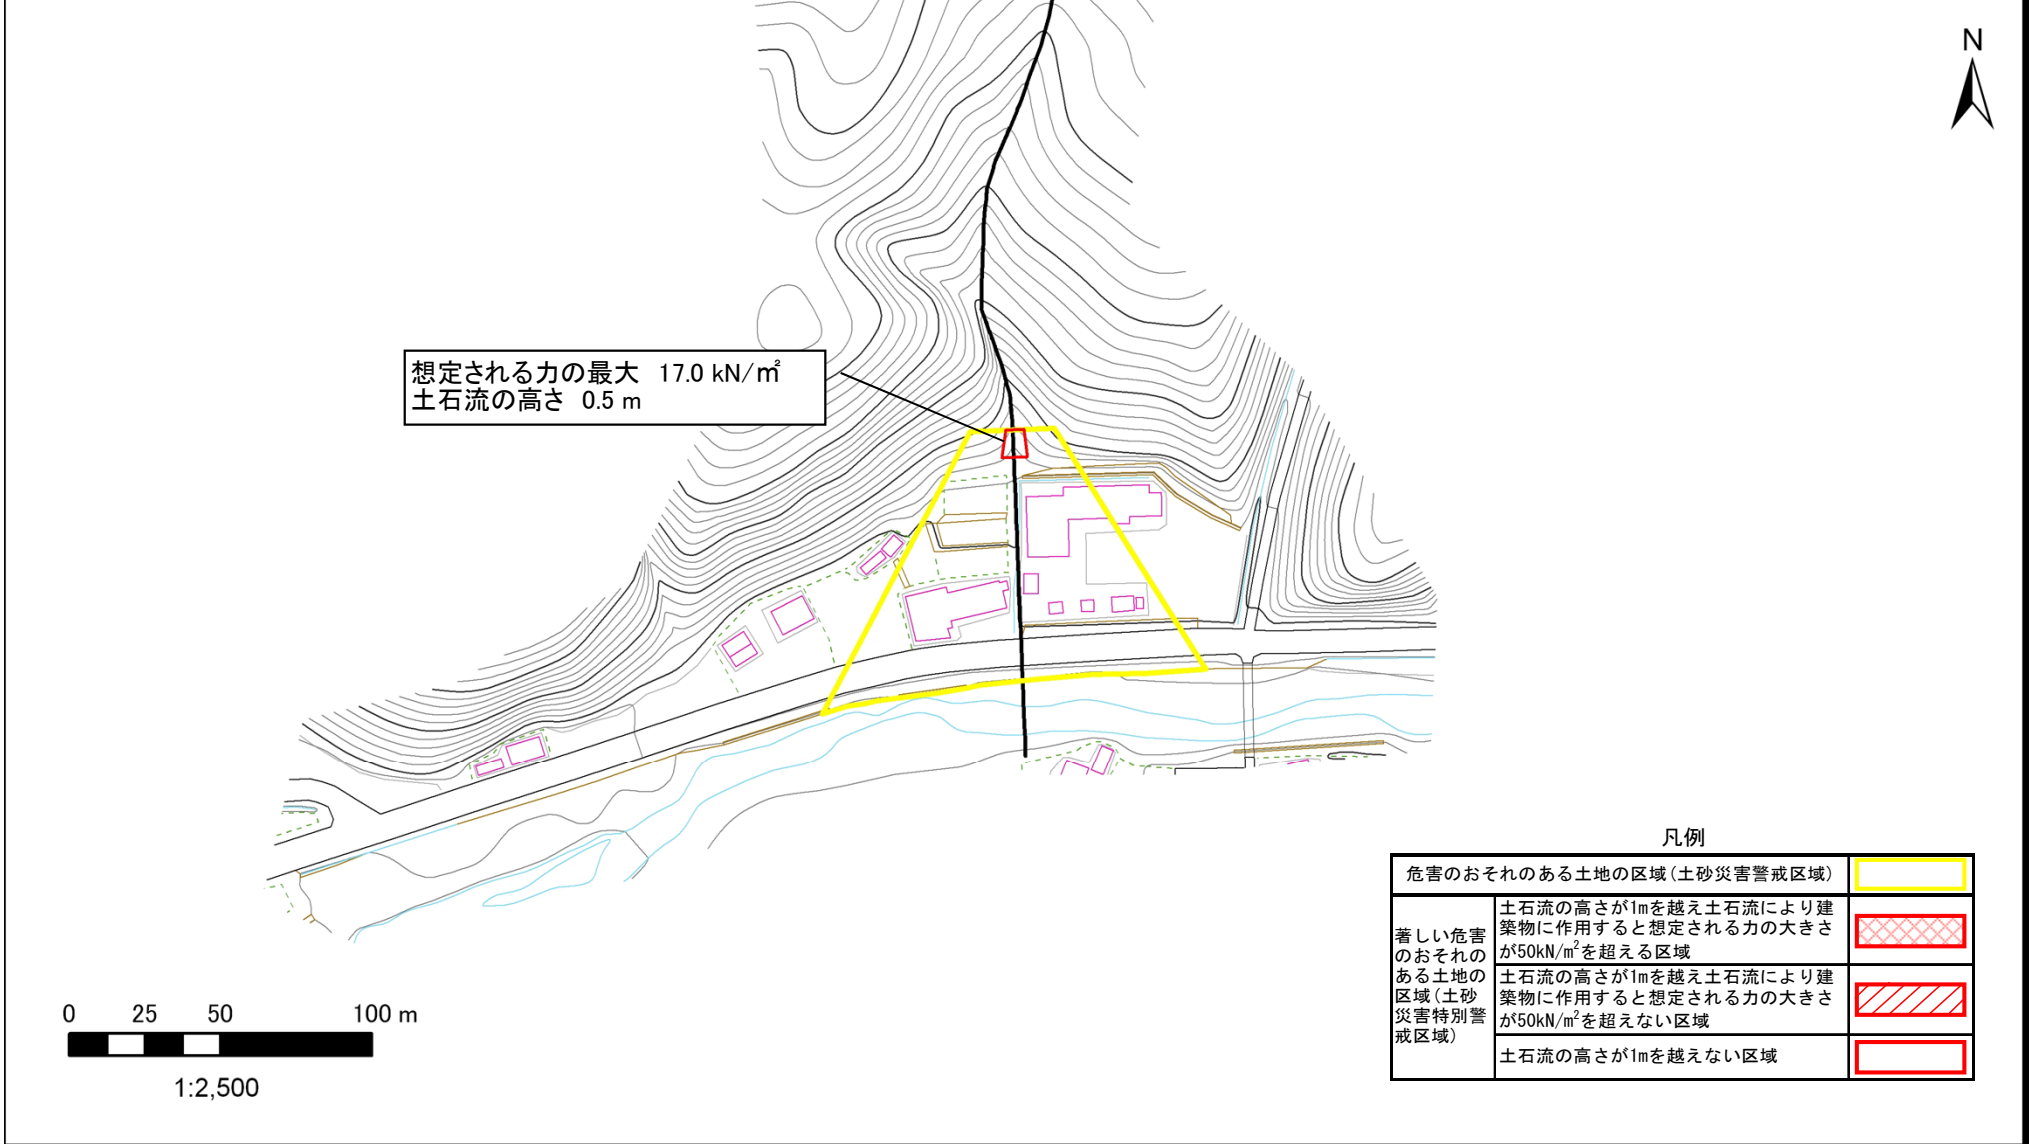 N
想定される力の最大 17.0 kN/㎡
土石流の高さ 0.5 m
凡例
危害のおそれのある土地の区域(土砂災害警戒区域)
著しい危害
のおそれの
ある土地の
区域(土砂
災害特別警
戒区域)
土石流の高さが1mを越え土石流により建
築物に作用すると想定される力の大きさ
が50kN/m²を超える区域
土石流の高さが1mを越え土石流により建
築物に作用すると想定される力の大きさ
が50kN/m²を超えない区域
土石流の高さが1mを越えない区域
0 25 50 100 m
1:2,500